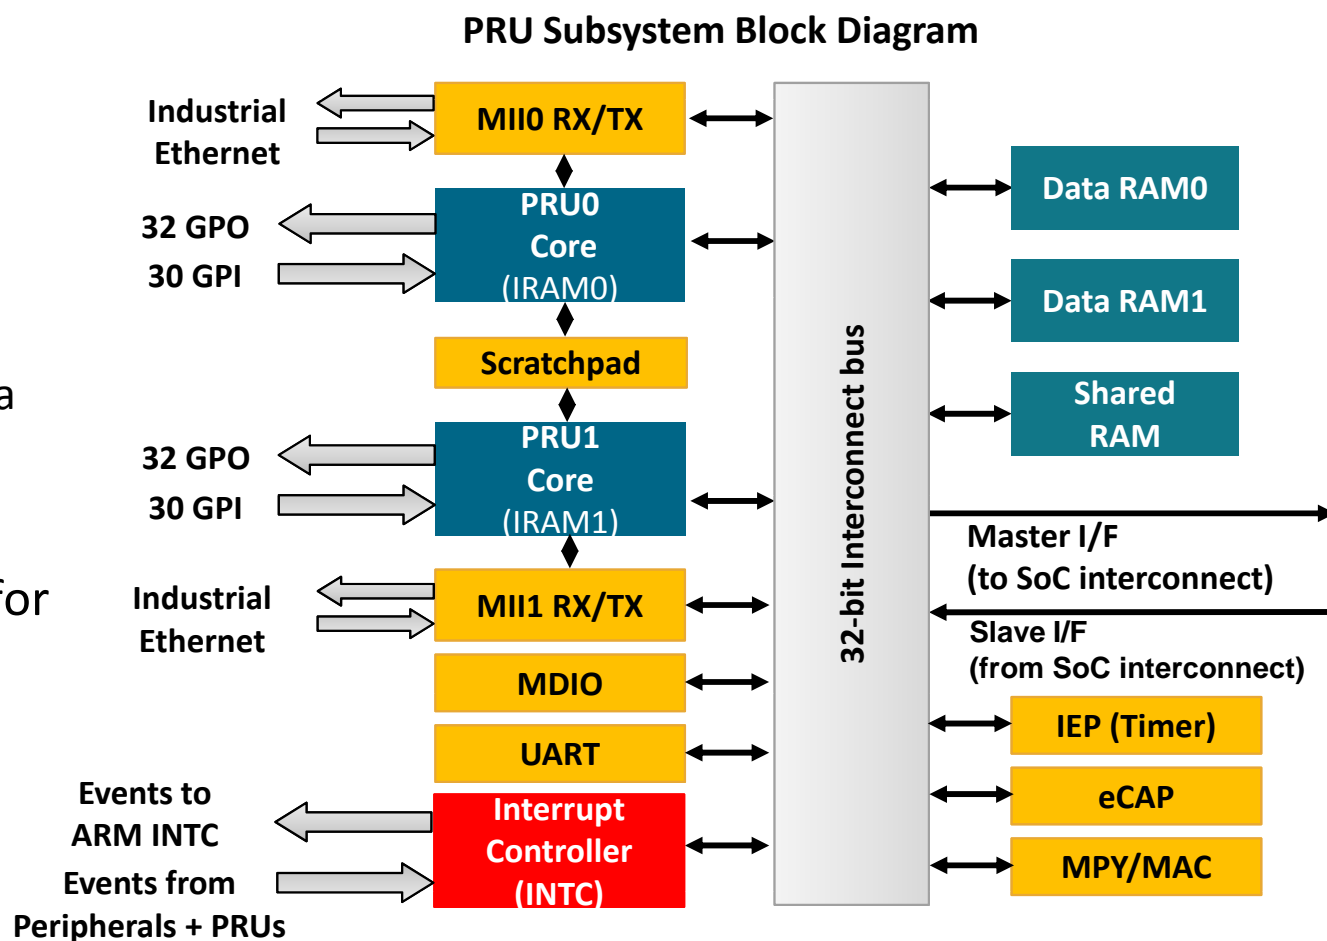 PRU Subsystem Block Diagram
Industrial
Ethernet
MII0 RX/TX
32 GPO
30 GPI
PRU0
Core
(IRAM0)
Scratchpad
a
32 GPO
30 GPI
PRU1
Core
(IRAM1)
for
Industrial
Ethernet
MII1 RX/TX
MDIO
UART
Events to
ARM INTC
Events from
Peripherals + PRUs
Interrupt
Controller
(INTC)
32-bit Interconnect bus
Data RAM0
Data RAM1
Shared
RAM
Master I/F
(to SoC interconnect)
Slave I/F
(from SoC interconnect)
IEP (Timer)
eCAP
MPY/MAC